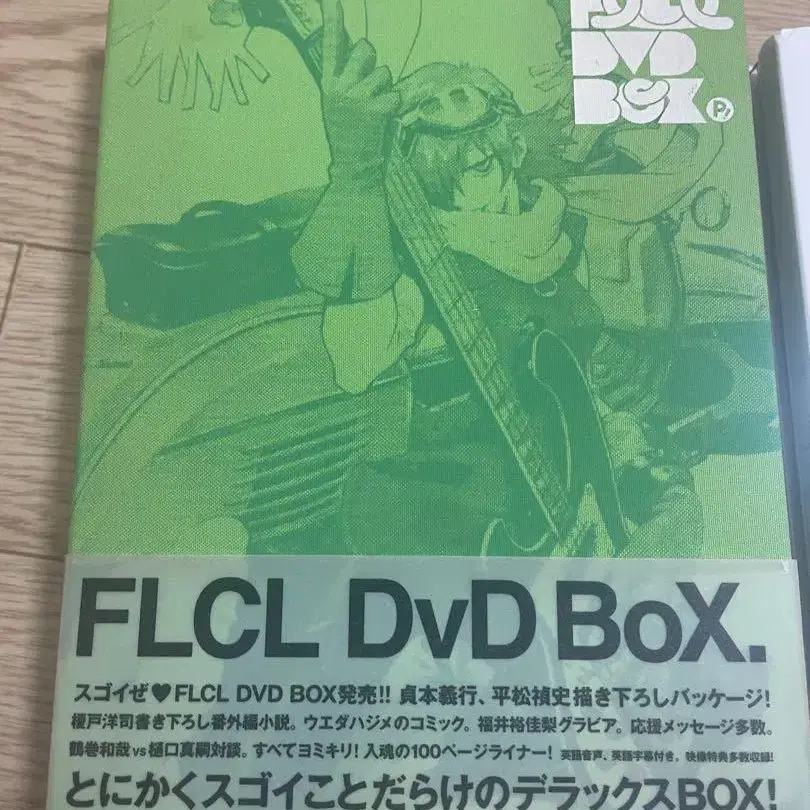 FLCL
DVD
BOX
P!
FLCL DvD BoX.
スゴイぜ♥FLCL DVD BOX発売!! 貞本義行、平松禎史描き下ろしパッケージ!
榎戸洋司書き下ろし番外編小説。ウエダハジメのコミック。福井裕佳梨グラビア。応援メッセージ多数。
鶴巻和哉vs樋口真嗣対談。すべてヨミキリ!入魂の100ページライナー! 英語音声、英語字幕付き。映像特典多数収録!
とにかくスゴイことだらけのデラックスBOX!